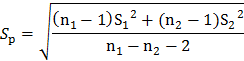 Sₚ = √(((n₁ − 1)S₁² + (n₂ − 1)S₂²) / (n₁ − n₂ − 2))